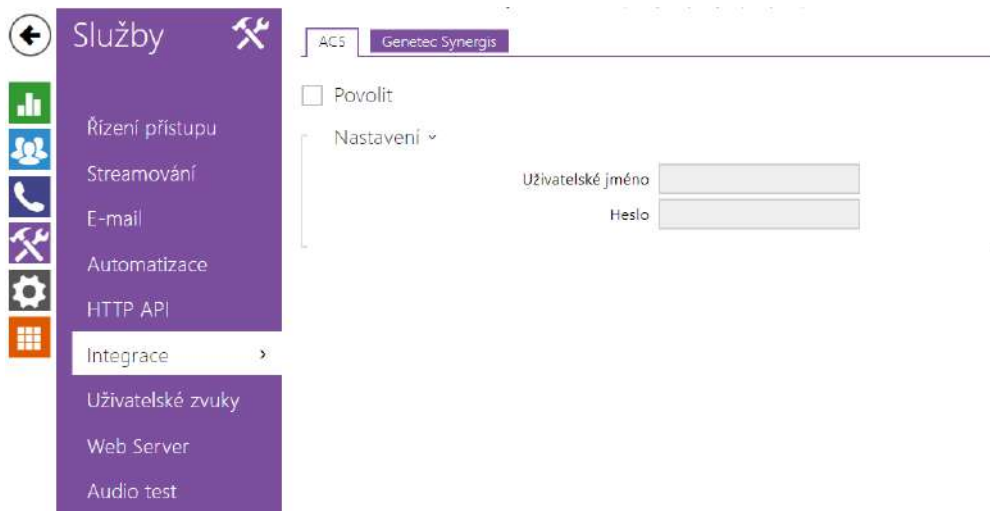 Služby
Řízení přístupu
Streamování
E-mail
Automatizace
HTTP API
Integrace
Uživatelské zvuky
Web Server
Audio test
ACS
Genetec Synergis
Povolit
Nastavení
Uživatelské jméno
Heslo